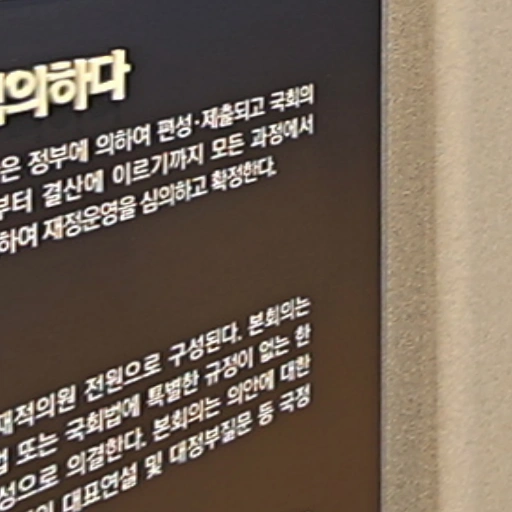 의하다
은 정부에 의하여 편성·제출되고 국회의
부터 결산에 이르기까지 모든 과정에서
하여 재정운영을 심의하고 확정한다.
재적의원 전원으로 구성된다. 본회의는
또는 국회법에 특별한 규정이 없는 한
성으로 의결한다. 본회의는 의안에 대한
대표연설 및 대정부질문 등 국정